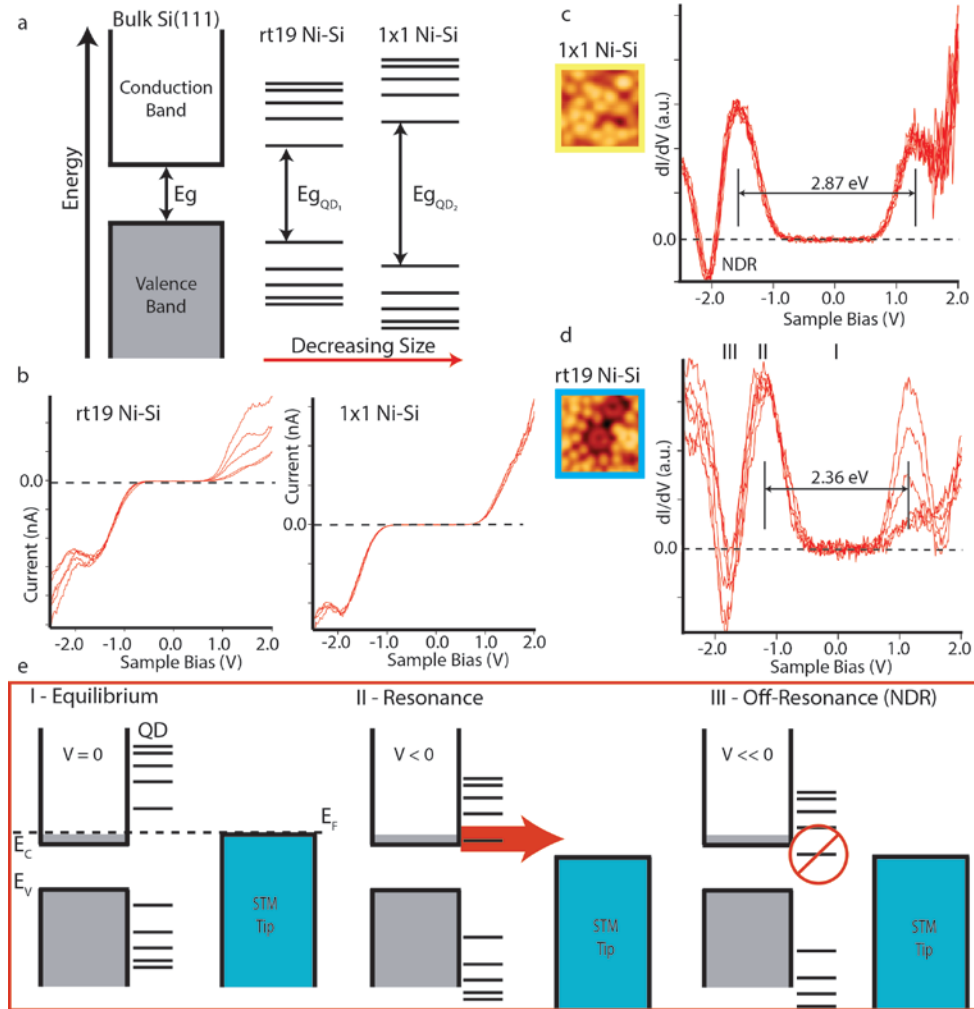 a
Bulk Si(111)
rt19 Ni-Si
1x1 Ni-Si
Energy
Conduction
Band
Eg
Eg_QD₁
Eg_QD₂
Valence
Band
Decreasing Size
b
rt19 Ni-Si
Current (nA)
0.0
-2.0 -1.0 0.0 1.0 2.0
Sample Bias (V)
1x1 Ni-Si
Current (nA)
0.0
-2.0 -1.0 0.0 1.0 2.0
Sample Bias (V)
c
1x1 Ni-Si
dI/dV (a.u.)
2.87 eV
0.0
NDR
-2.0 -1.0 0.0 1.0 2.0
Sample Bias (V)
d
III II I
rt19 Ni-Si
dI/dV (a.u.)
2.36 eV
0.0
-2.0 -1.0 0.0 1.0 2.0
Sample Bias (V)
e
I - Equilibrium
QD
V = 0
E_F
E_C
E_V
STM
Tip
II - Resonance
V < 0
STM
Tip
III - Off-Resonance (NDR)
V << 0
STM
Tip